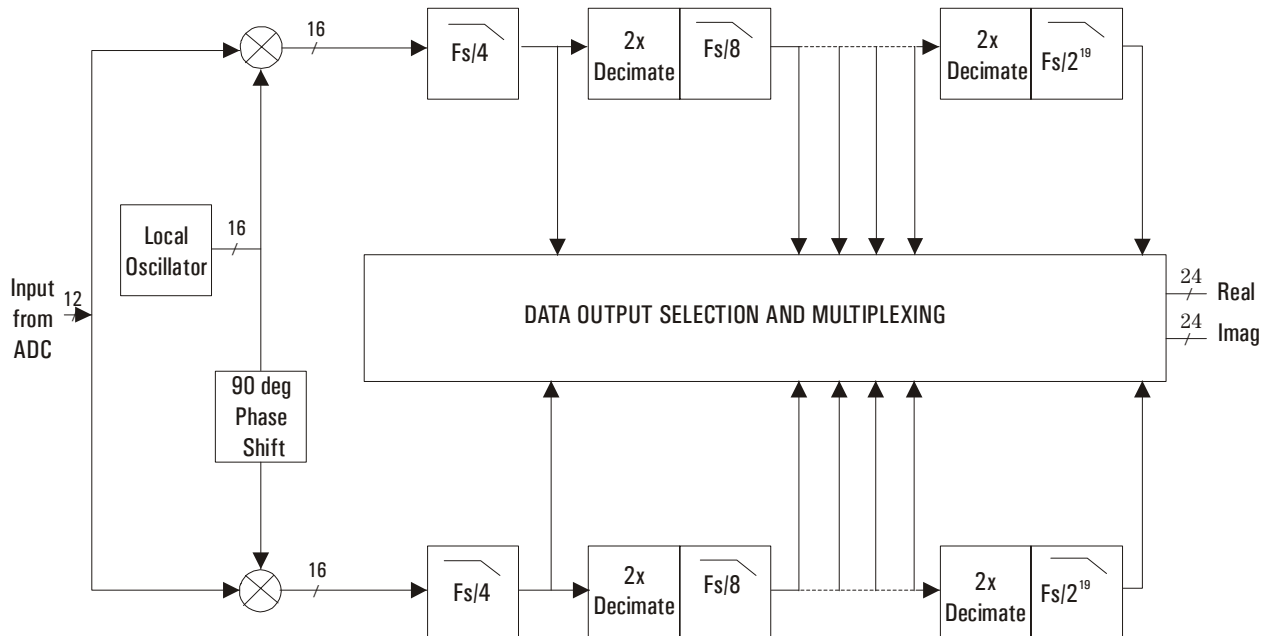 16
Fs/4
2x
Decimate
Fs/8
2x
Decimate
Fs/2¹⁹
Local
Oscillator
16
Input
from
ADC
12
DATA OUTPUT SELECTION AND MULTIPLEXING
24
Real
24
Imag
90 deg
Phase
Shift
16
Fs/4
2x
Decimate
Fs/8
2x
Decimate
Fs/2¹⁹